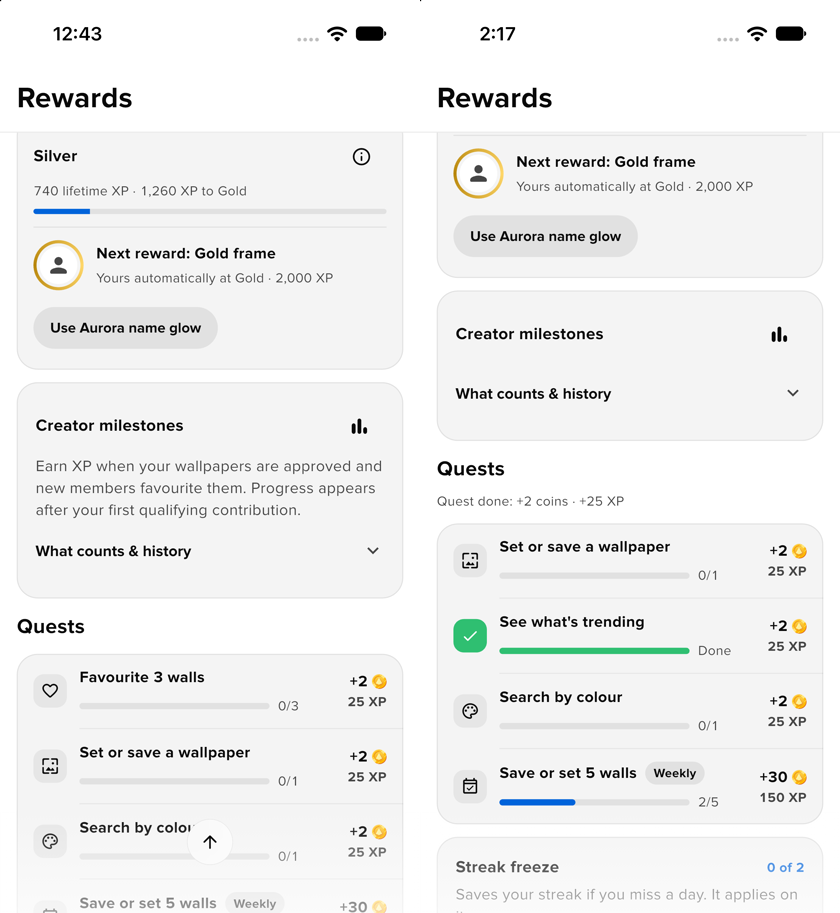 12:43
Rewards
Silver
740 lifetime XP · 1,260 XP to Gold
Next reward: Gold frame
Yours automatically at Gold · 2,000 XP
Use Aurora name glow
Creator milestones
Earn XP when your wallpapers are approved and
new members favourite them. Progress appears
after your first qualifying contribution.
What counts & history
Quests
Favourite 3 walls
0/3
+2
25 XP
Set or save a wallpaper
0/1
+2
25 XP
Search by colou
0/1
+2
25 XP
Save or set 5 walls Weekly
+30
2:17
Rewards
Next reward: Gold frame
Yours automatically at Gold · 2,000 XP
Use Aurora name glow
Creator milestones
What counts & history
Quests
Quest done: +2 coins · +25 XP
Set or save a wallpaper
0/1
+2
25 XP
See what's trending
Done
+2
25 XP
Search by colour
0/1
+2
25 XP
Save or set 5 walls Weekly
2/5
+30
150 XP
Streak freeze
0 of 2
Saves your streak if you miss a day. It applies on